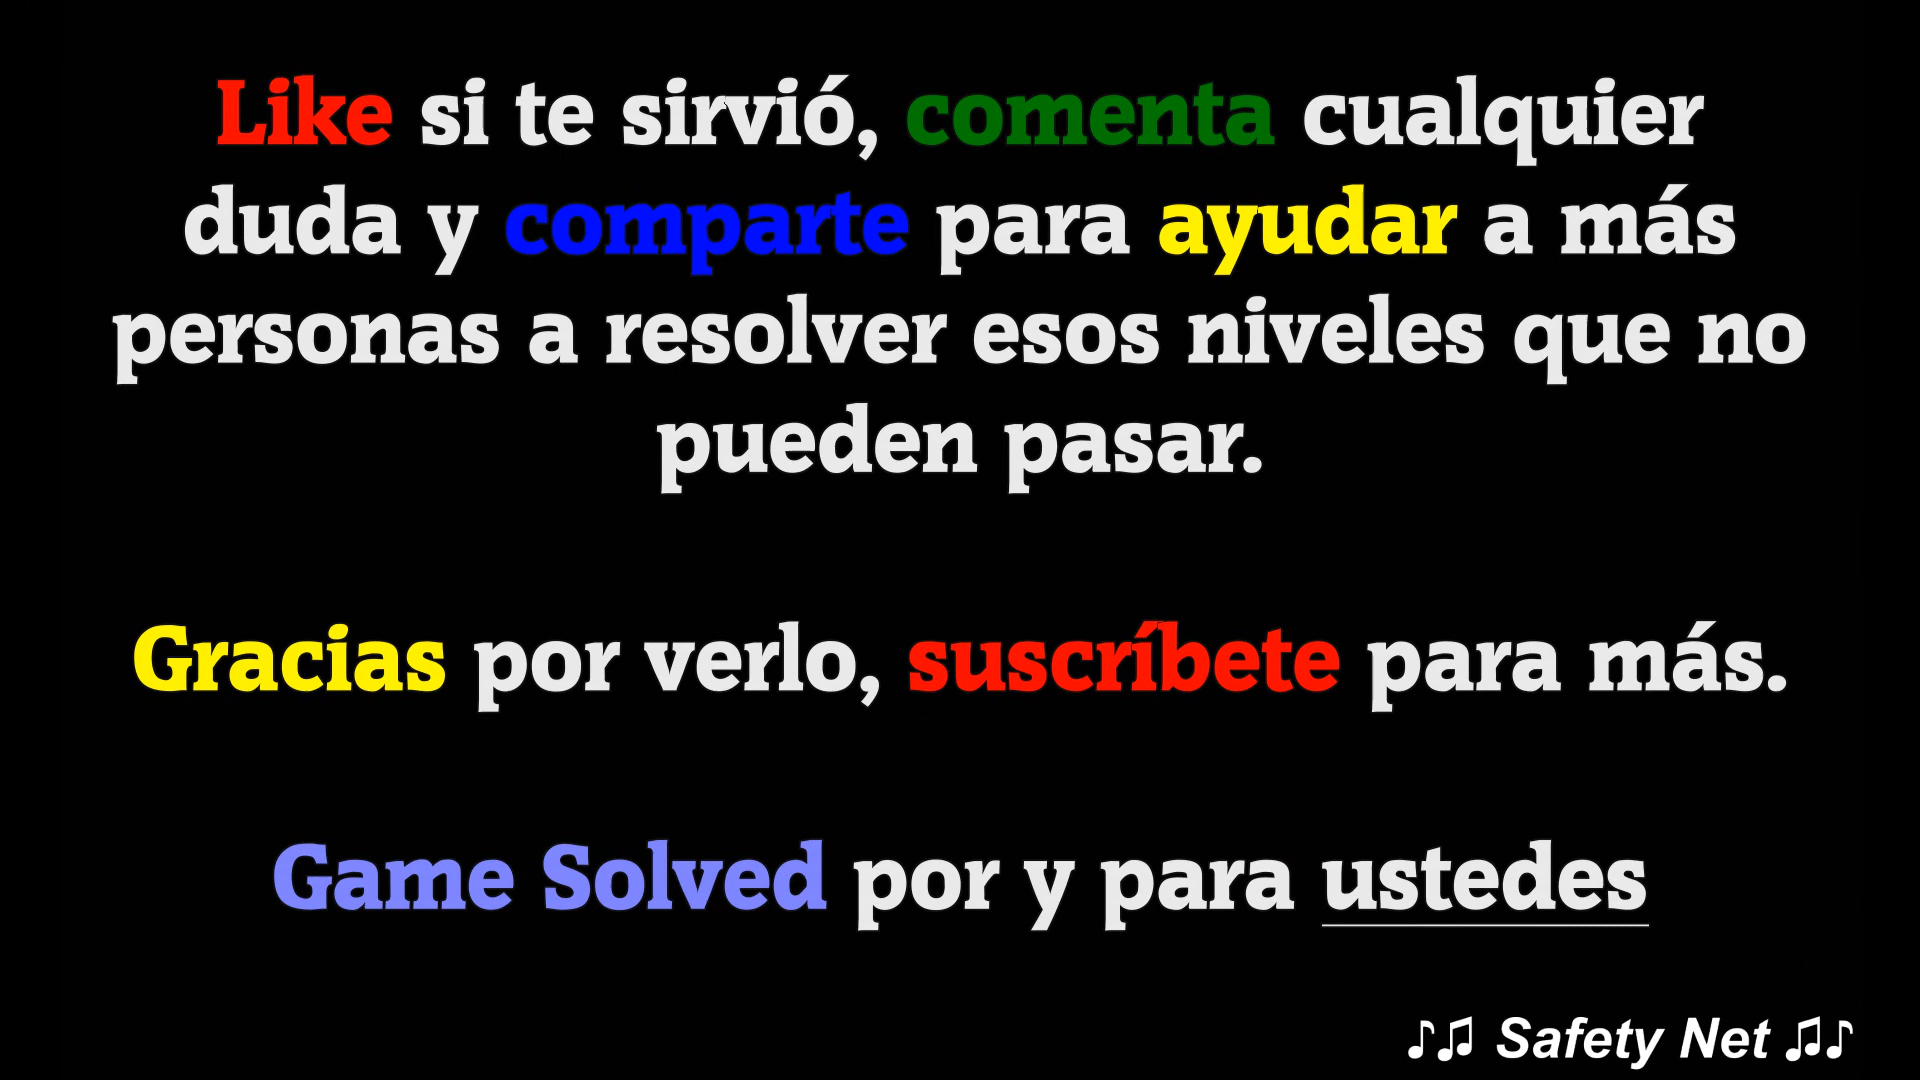 Like si te sirvió, comenta cualquier
duda y comparte para ayudar a más
personas a resolver esos niveles que no
pueden pasar.
Gracias por verlo, suscríbete para más.
Game Solved por y para ustedes
♪♫ Safety Net ♫♪